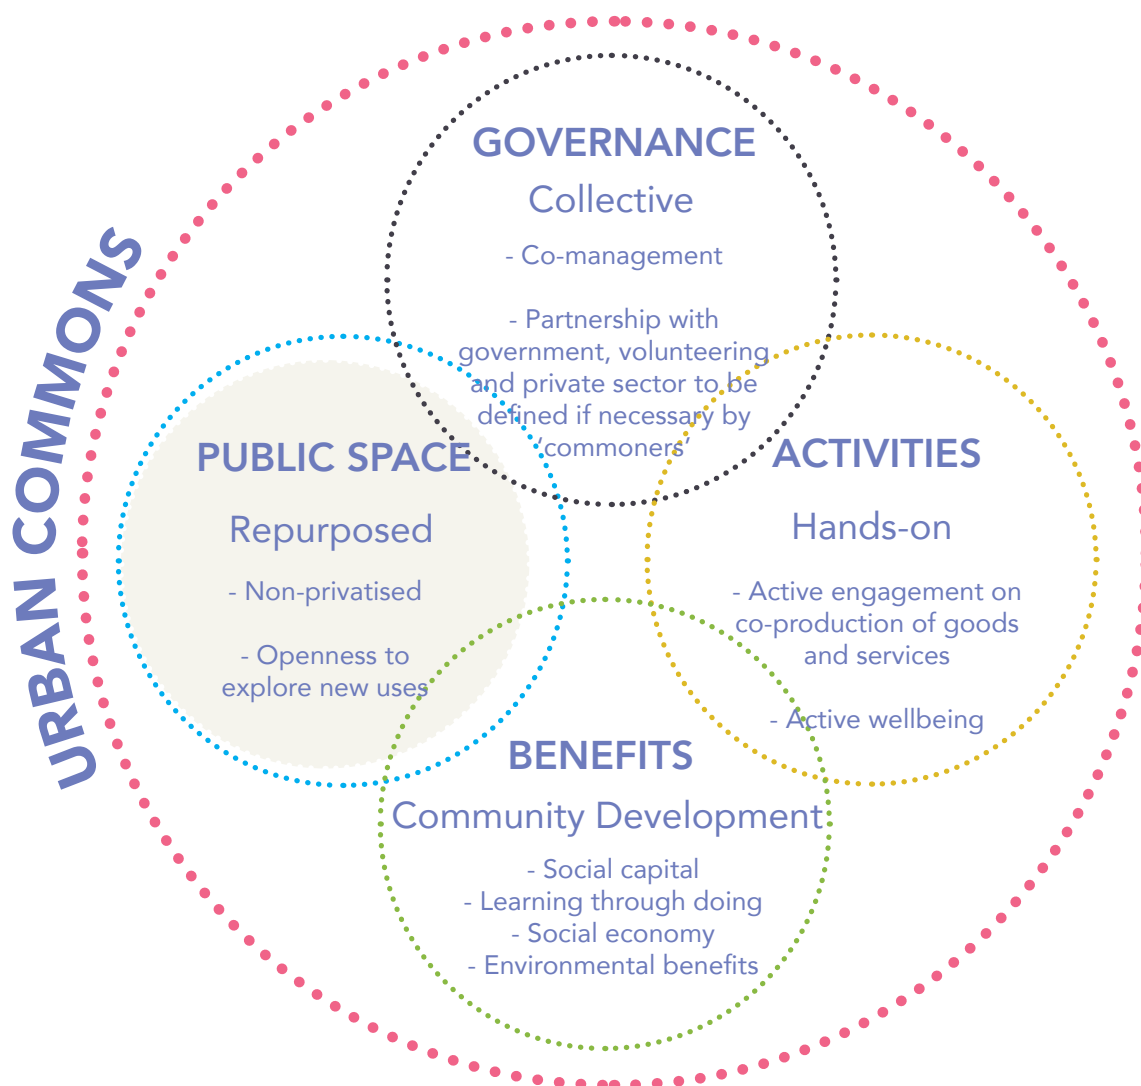 URBAN COMMONS
GOVERNANCE
Collective
- Co-management
- Partnership with
government, volunteering
and private sector to be
defined if necessary by
‘commoners’
PUBLIC SPACE
Repurposed
- Non-privatised
- Openness to
explore new uses
ACTIVITIES
Hands-on
- Active engagement on
co-production of goods
and services
- Active wellbeing
BENEFITS
Community Development
- Social capital
- Learning through doing
- Social economy
- Environmental benefits